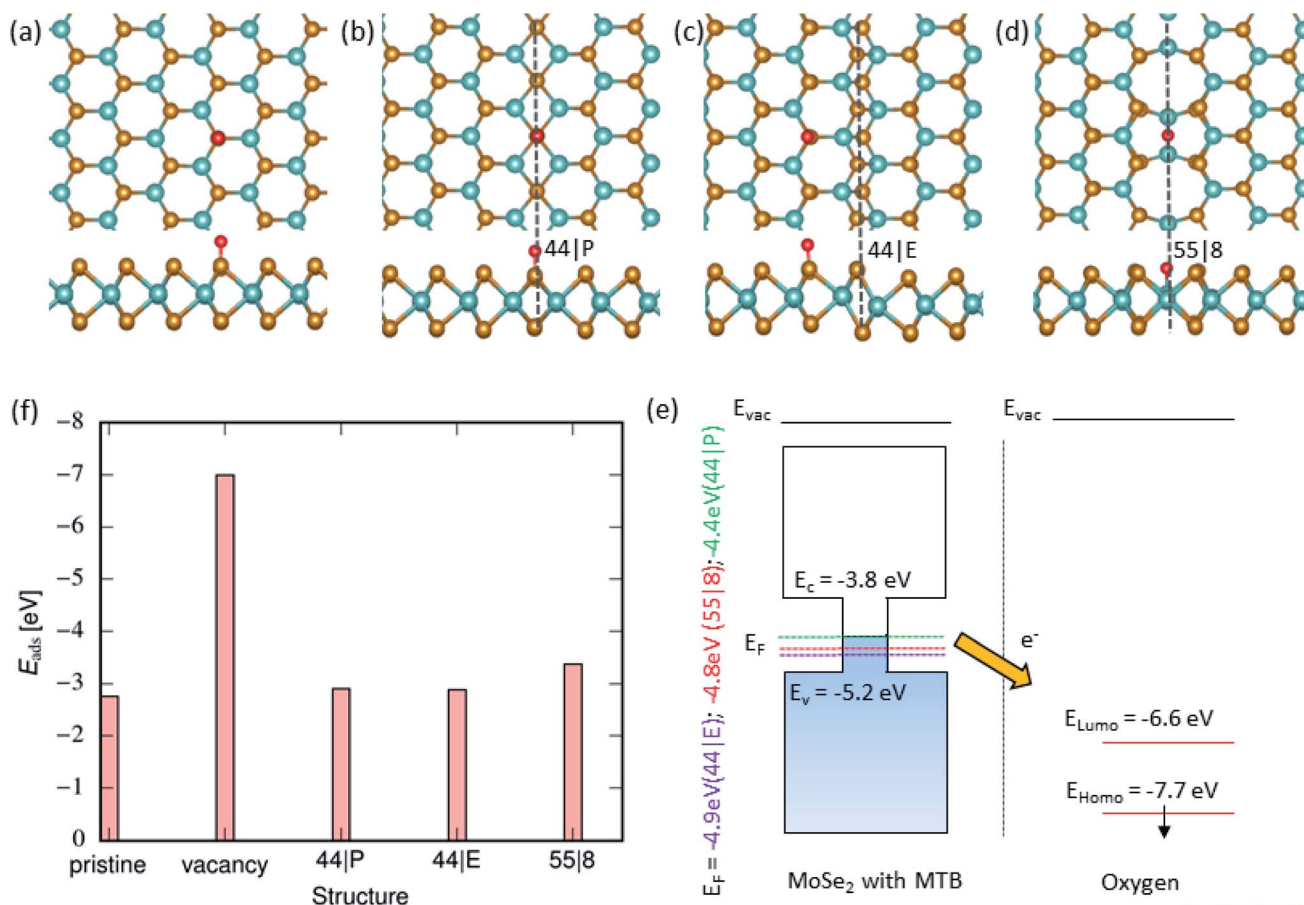 (a)
(b)
(c)
(d)
44|P
44|E
55|8
(f)
-8
-7
-6
-5
-4
-3
-2
-1
0
E_ads [eV]
pristine
vacancy
44|P
44|E
55|8
Structure
(e)
E_F = -4.9eV(44|E); -4.8eV (55|8); -4.4eV(44|P)
E_vac
E_vac
E_c = -3.8 eV
E_F
e⁻
E_v = -5.2 eV
E_Lumo = -6.6 eV
E_Homo = -7.7 eV
MoSe₂ with MTB
Oxygen